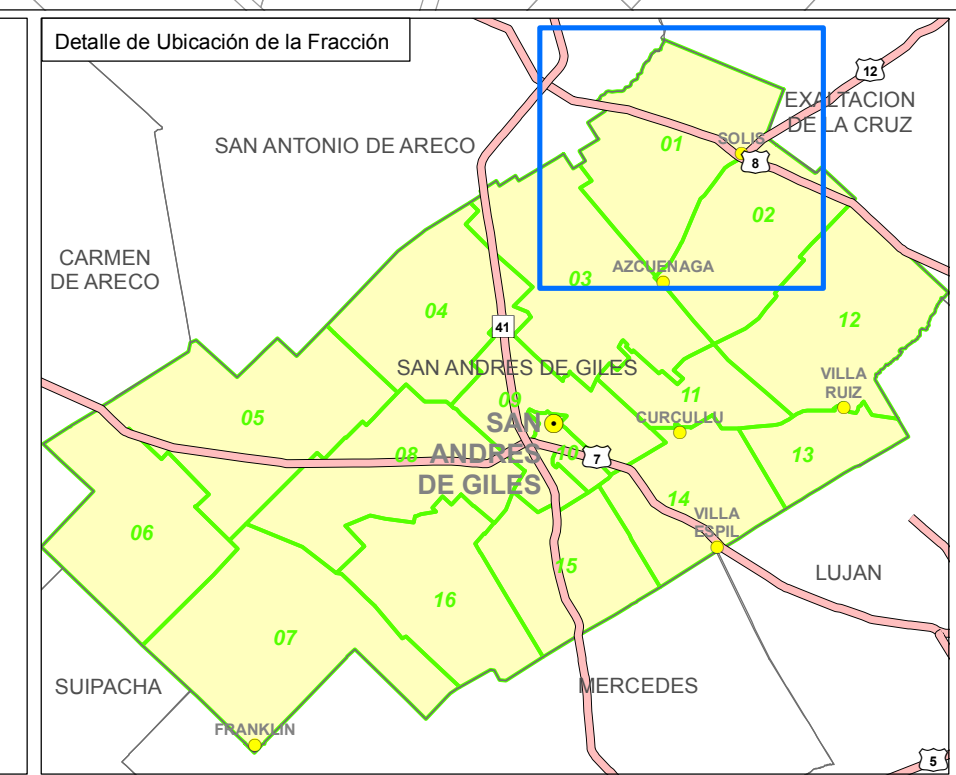 Detalle de Ubicación de la Fracción
12
EXALTACION
DE LA CRUZ
SAN ANTONIO DE ARECO
01
SOLIS
8
02
CARMEN
DE ARECO
AZCUENAGA
03
04
12
41
SAN ANDRES DE GILES
VILLA
RUIZ
11
09
05
CURCULLU
SAN
ANDRES
DE GILES
10
08
7
13
14
VILLA
ESPIL
06
15
LUJAN
16
07
SUIPACHA
MERCEDES
FRANKLIN
5